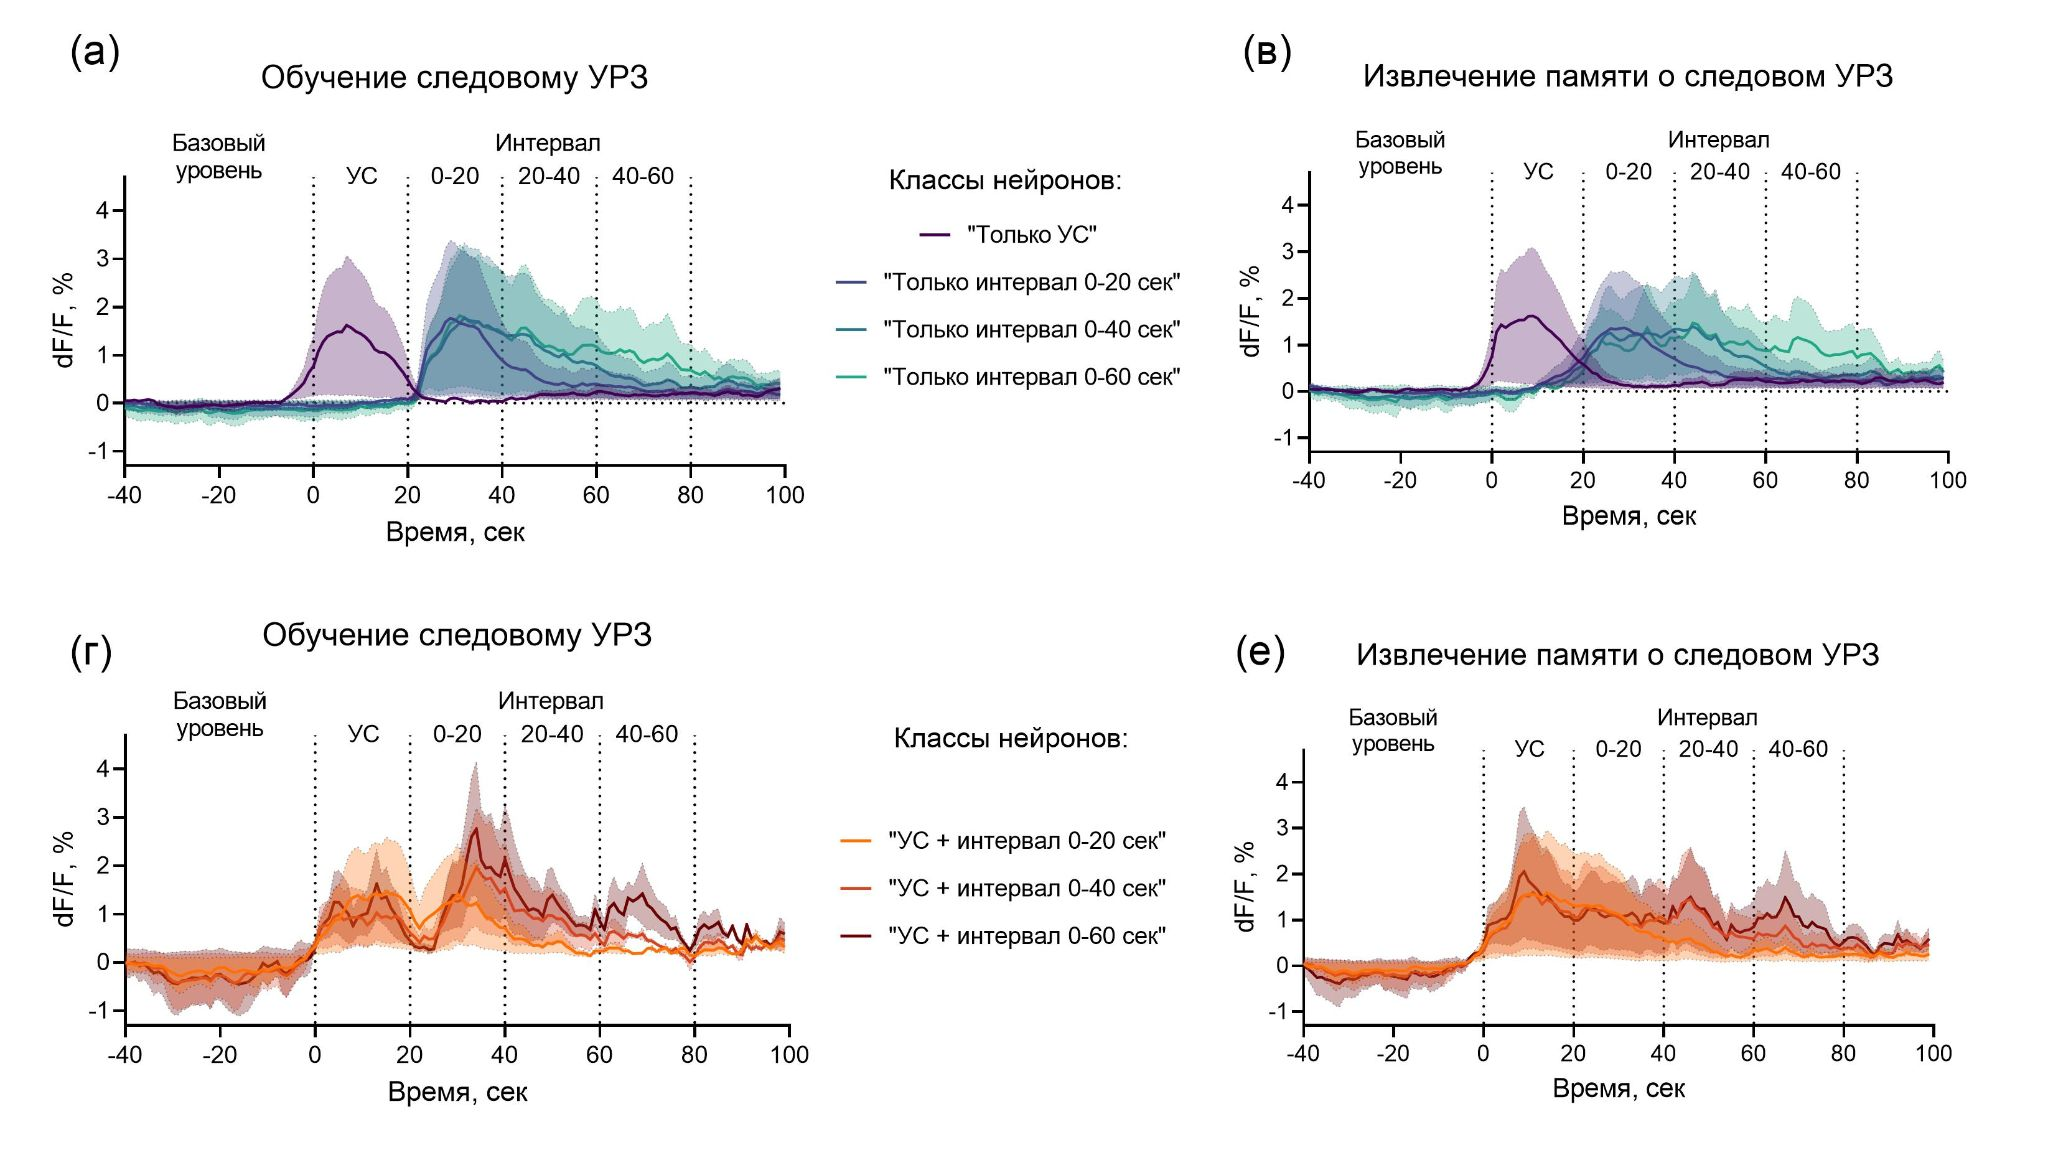 (а)
Обучение следовому УРЗ
Базовый
уровень
Интервал
УС
0-20
20-40
40-60
dF/F, %
4
3
2
1
0
-1
-40
-20
0
20
40
60
80
100
Время, сек
Классы нейронов:
"Только УС"
"Только интервал 0-20 сек"
"Только интервал 0-40 сек"
"Только интервал 0-60 сек"
(в)
Извлечение памяти о следовом УРЗ
Базовый
уровень
Интервал
УС
0-20
20-40
40-60
dF/F, %
4
3
2
1
0
-1
-40
-20
0
20
40
60
80
100
Время, сек
(г)
Обучение следовому УРЗ
Базовый
уровень
Интервал
УС
0-20
20-40
40-60
dF/F, %
4
3
2
1
0
-1
-40
-20
0
20
40
60
80
100
Время, сек
Классы нейронов:
"УС + интервал 0-20 сек"
"УС + интервал 0-40 сек"
"УС + интервал 0-60 сек"
(е)
Извлечение памяти о следовом УРЗ
Базовый
уровень
Интервал
УС
0-20
20-40
40-60
dF/F, %
4
3
2
1
0
-1
-40
-20
0
20
40
60
80
100
Время, сек